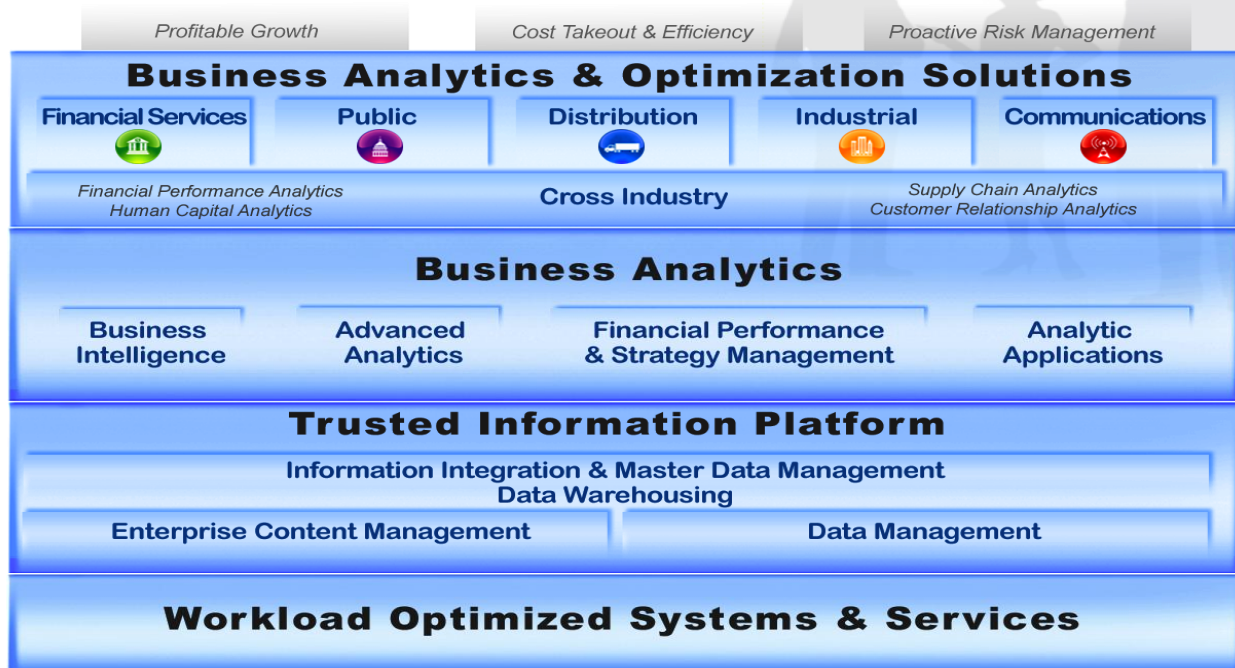 Profitable Growth
Cost Takeout & Efficiency
Proactive Risk Management
Business Analytics & Optimization Solutions
Financial Services
Public
Distribution
Industrial
Communications
Financial Performance Analytics
Human Capital Analytics
Cross Industry
Supply Chain Analytics
Customer Relationship Analytics
Business Analytics
Business
Intelligence
Advanced
Analytics
Financial Performance
& Strategy Management
Analytic
Applications
Trusted Information Platform
Information Integration & Master Data Management
Data Warehousing
Enterprise Content Management
Data Management
Workload Optimized Systems & Services